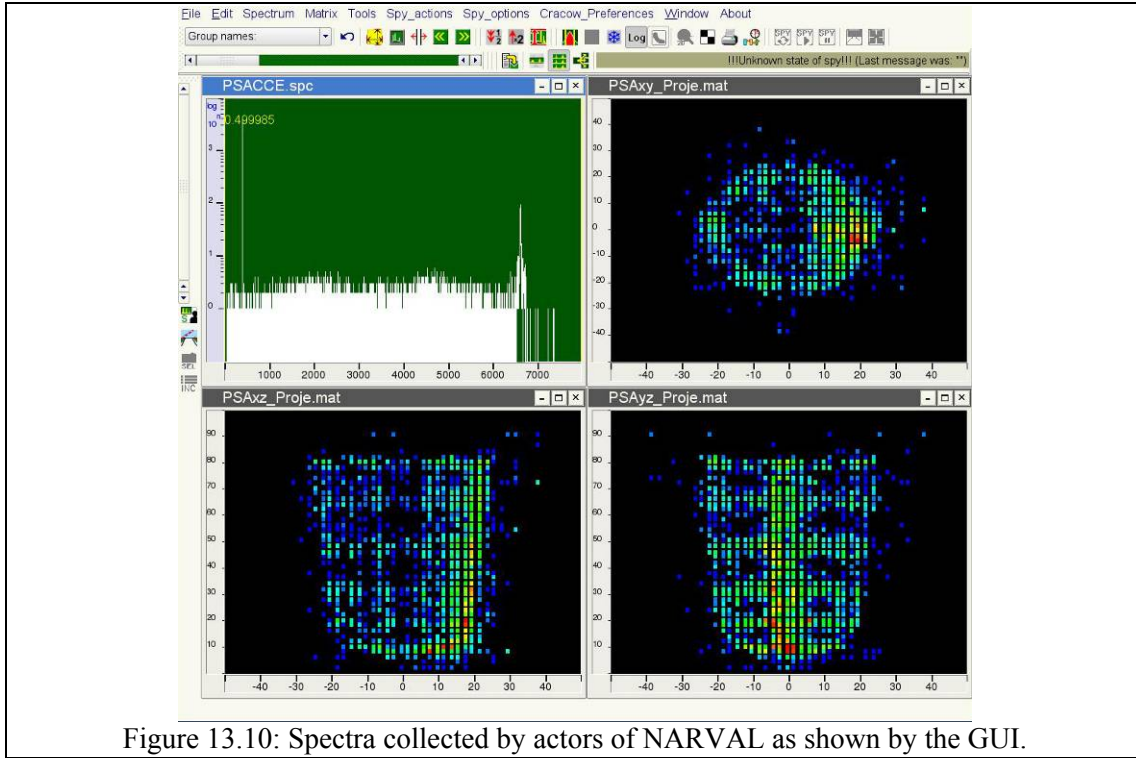 File Edit Spectrum Matrix Tools Spy_actions Spy_options Cracow_Preferences Window About
Group names: Log SPY SPY SPY
!!!Unknown state of spy!!! (Last message was: "")
PSACCE.spc
log
10
0.499985
3
2
1
0
1000 2000 3000 4000 5000 6000 7000
SEL
INC
PSAxy_Proje.mat
40
30
20
10
0
-10
-20
-30
-40
-40 -30 -20 -10 0 10 20 30 40
PSAxz_Proje.mat
90
80
70
60
50
40
30
20
10
-40 -30 -20 -10 0 10 20 30 40
PSAyz_Proje.mat
90
80
70
60
50
40
30
20
10
-40 -30 -20 -10 0 10 20 30 40
Figure 13.10: Spectra collected by actors of NARVAL as shown by the GUI.